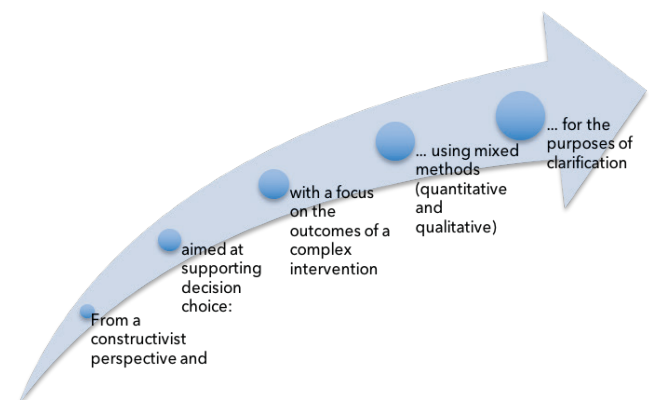 From a
constructivist
perspective and
aimed at
supporting
decision
choice:
with a focus
on the
outcomes of a
complex
intervention
... using mixed
methods
(quantitative
and
qualitative)
... for the
purposes of
clarification